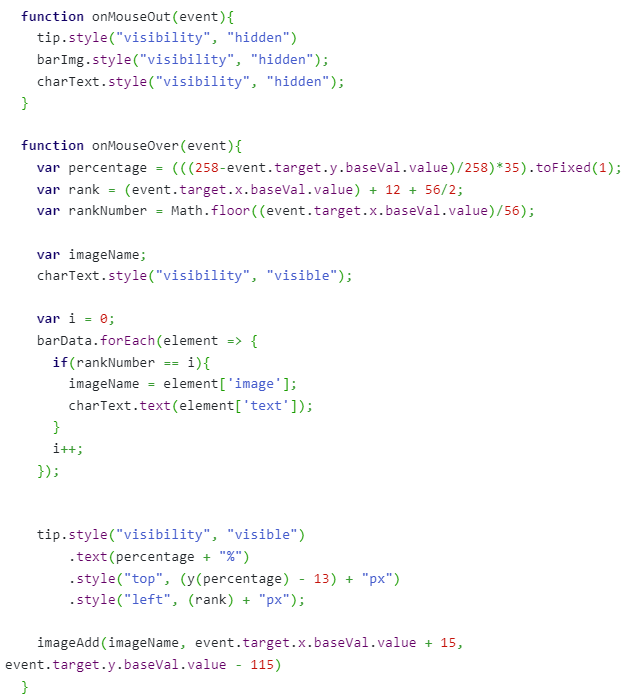 function onMouseOut(event){
  tip.style("visibility", "hidden")
  barImg.style("visibility", "hidden");
  charText.style("visibility", "hidden");
}

function onMouseOver(event){
  var percentage = (((258-event.target.y.baseVal.value)/258)*35).toFixed(1);
  var rank = (event.target.x.baseVal.value) + 12 + 56/2;
  var rankNumber = Math.floor((event.target.x.baseVal.value)/56);

  var imageName;
  charText.style("visibility", "visible");

  var i = 0;
  barData.forEach(element => {
    if(rankNumber == i){
      imageName = element['image'];
      charText.text(element['text']);
    }
    i++;
  });


  tip.style("visibility", "visible")
      .text(percentage + "%")
      .style("top", (y(percentage) - 13) + "px")
      .style("left", (rank) + "px");

  imageAdd(imageName, event.target.x.baseVal.value + 15,
event.target.y.baseVal.value - 115)
}